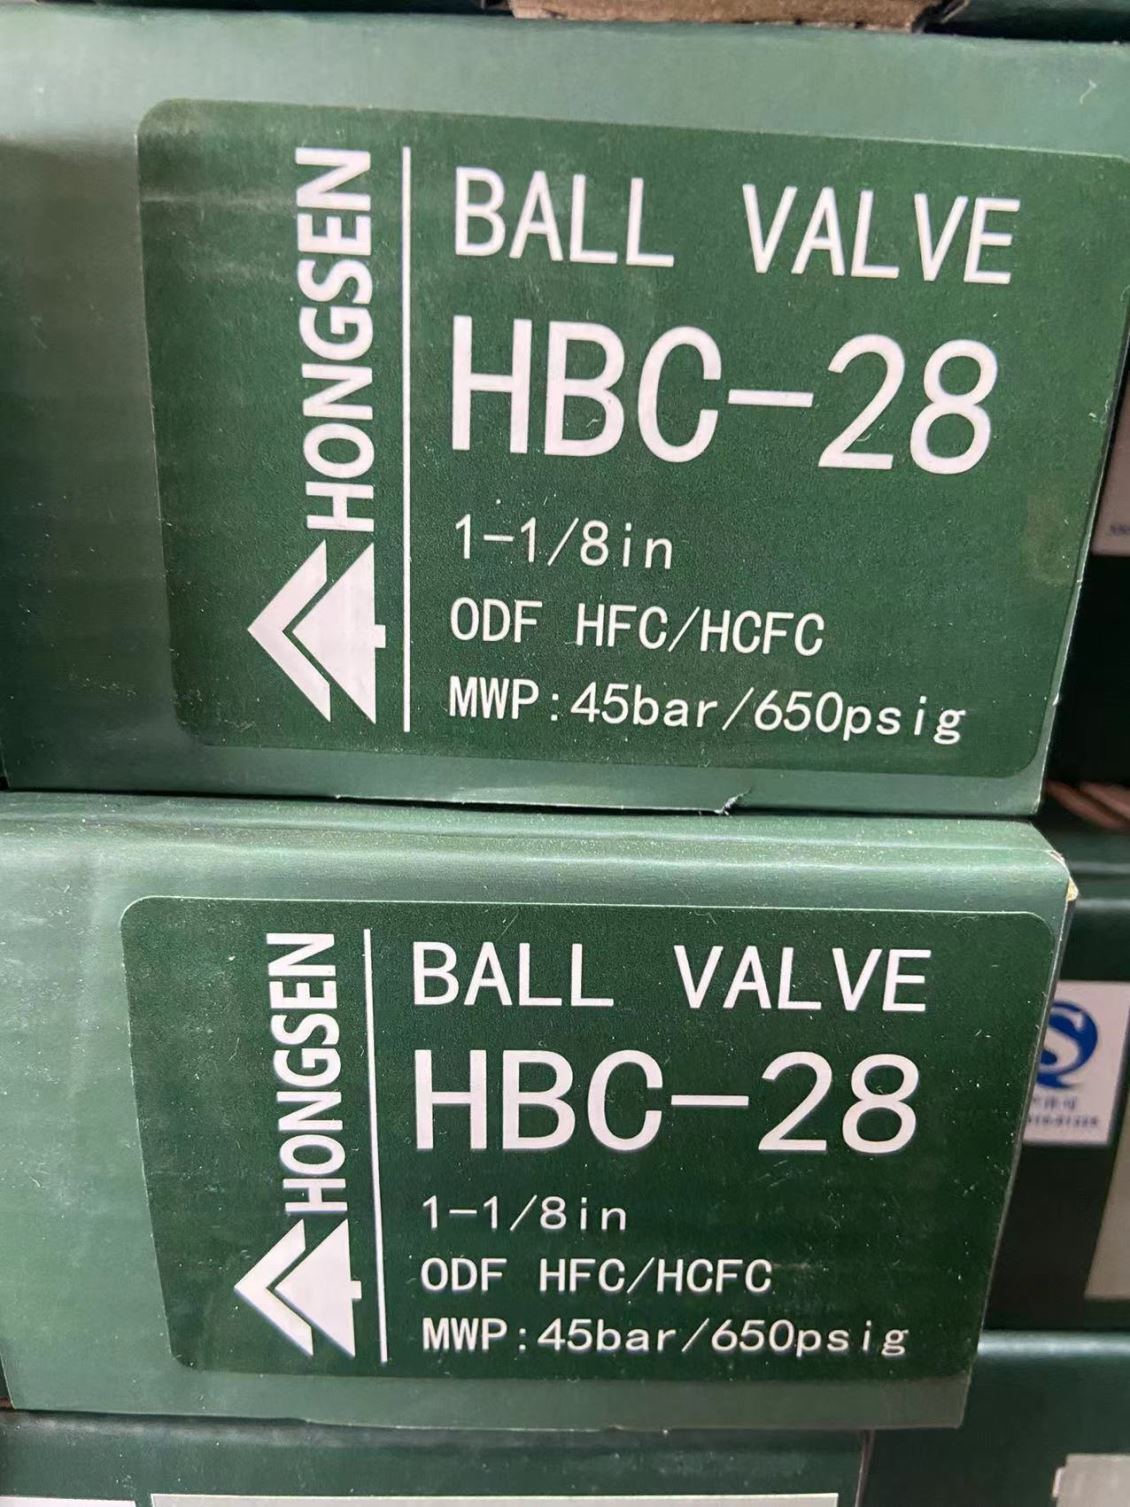 HONGSEN
BALL VALVE
HBC-28
1-1/8in
ODF HFC/HCFC
MWP:45bar/650psig
HONGSEN
BALL VALVE
HBC-28
1-1/8in
ODF HFC/HCFC
MWP:45bar/650psig